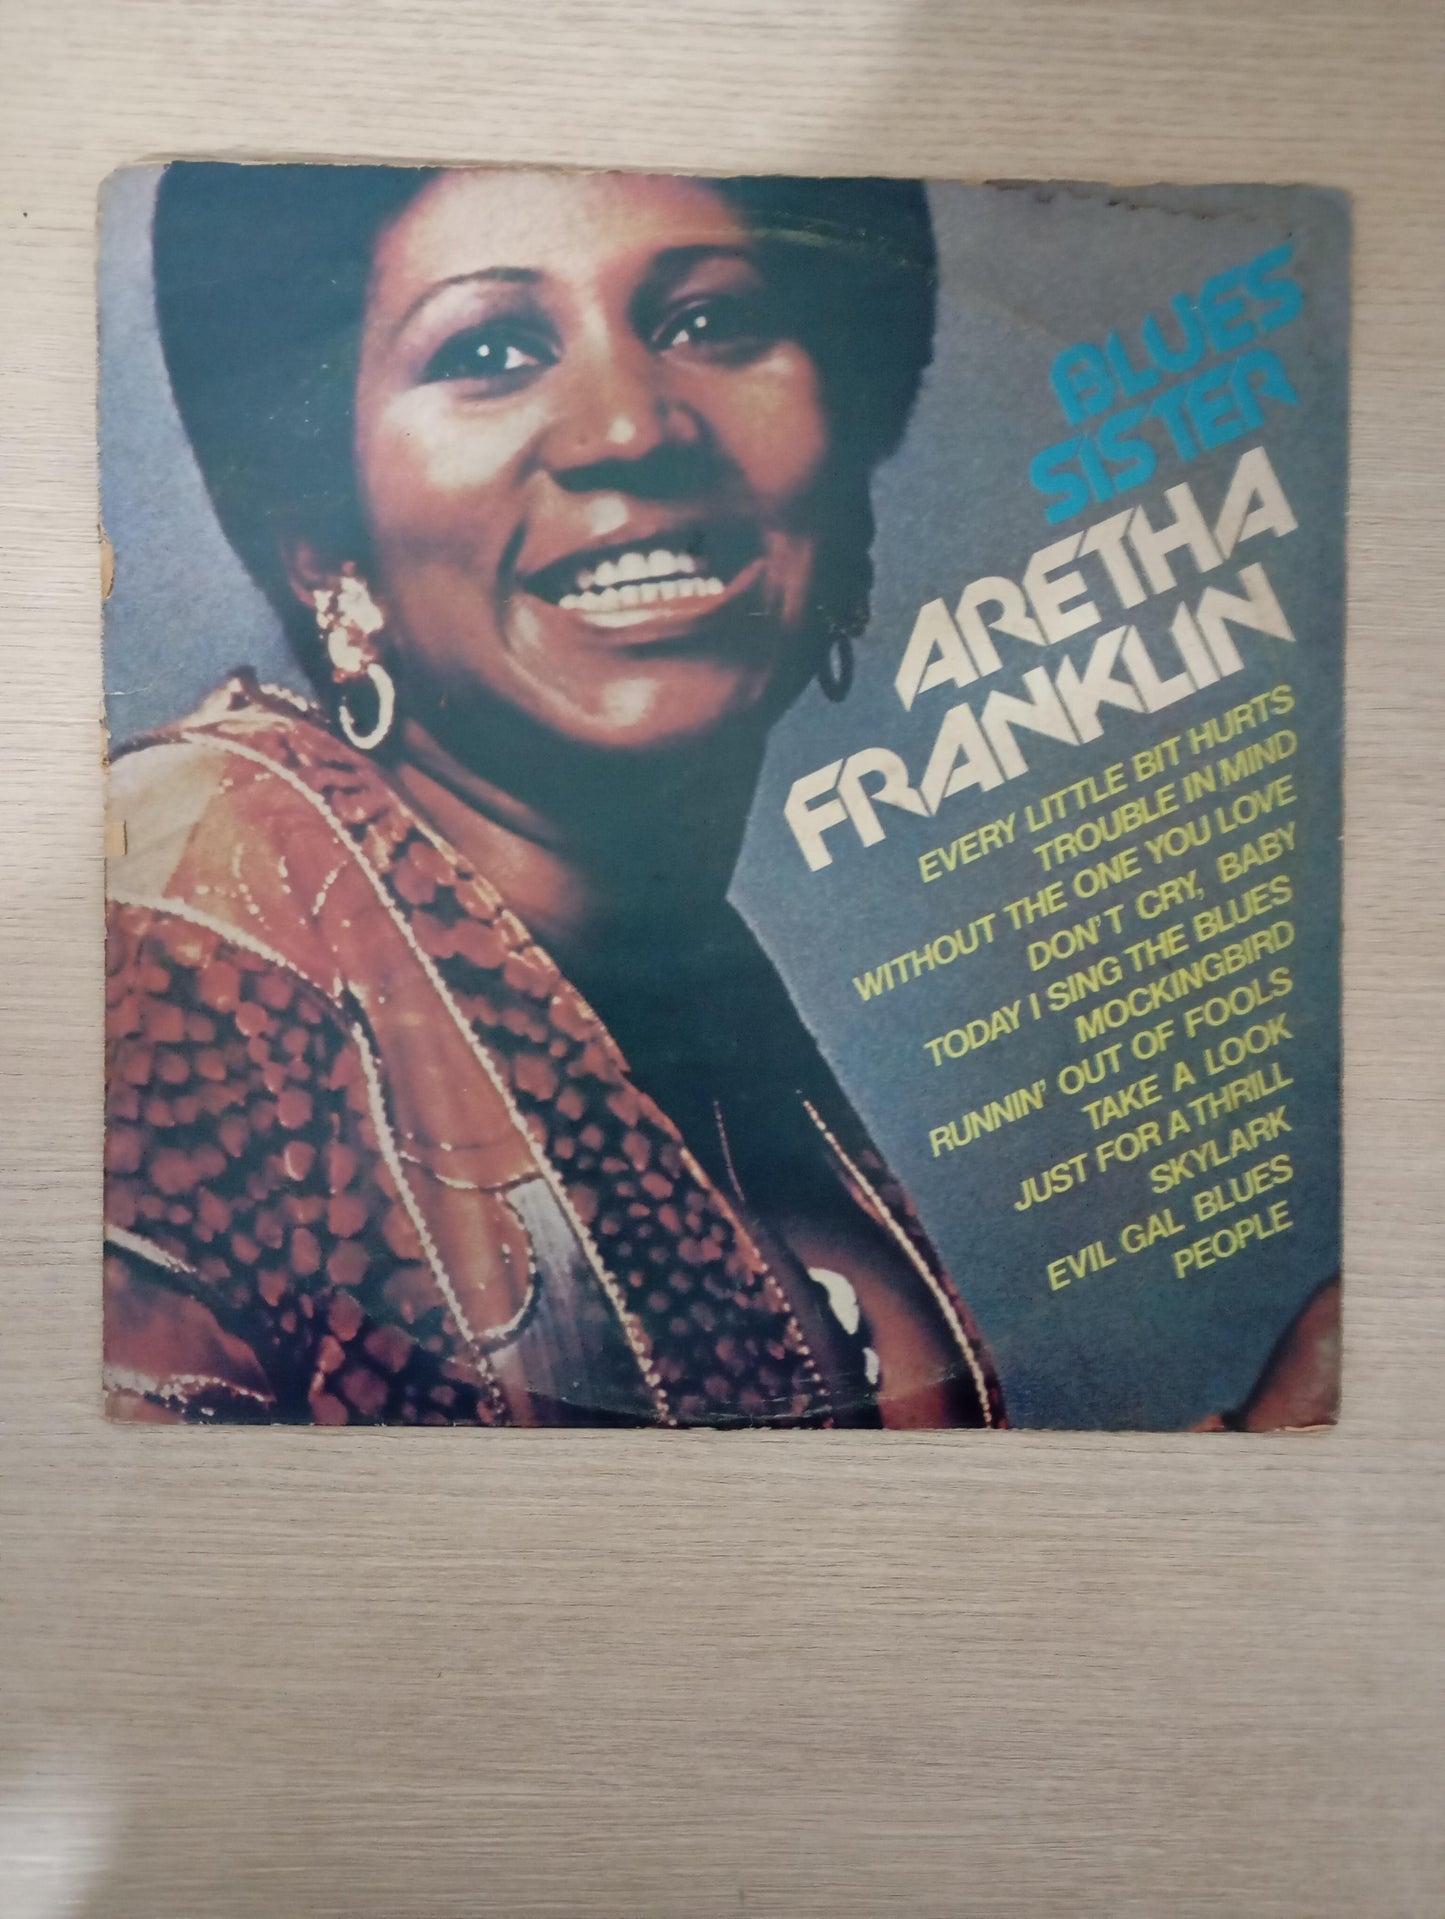 BLUES
SISTER
ARETHA
FRANKLIN
EVERY LITTLE BIT HURTS
TROUBLE IN MIND
WITHOUT THE ONE YOU LOVE
DON'T CRY, BABY
TODAY I SING THE BLUES
MOCKINGBIRD
RUNNIN' OUT OF FOOLS
TAKE A LOOK
JUST FOR A THRILL
SKYLARK
EVIL GAL BLUES
PEOPLE